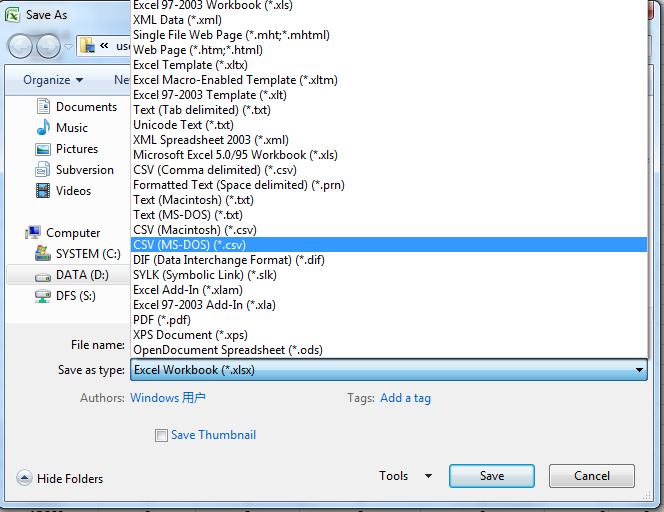 Save As
Excel 97-2003 Workbook (*.xls)
XML Data (*.xml)
Single File Web Page (*.mht;*.mhtml)
Web Page (*.htm;*.html)
Excel Template (*.xltx)
Excel Macro-Enabled Template (*.xltm)
Excel 97-2003 Template (*.xlt)
Text (Tab delimited) (*.txt)
Unicode Text (*.txt)
XML Spreadsheet 2003 (*.xml)
Microsoft Excel 5.0/95 Workbook (*.xls)
CSV (Comma delimited) (*.csv)
Formatted Text (Space delimited) (*.prn)
Text (Macintosh) (*.txt)
Text (MS-DOS) (*.txt)
CSV (Macintosh) (*.csv)
CSV (MS-DOS) (*.csv)
DIF (Data Interchange Format) (*.dif)
SYLK (Symbolic Link) (*.slk)
Excel Add-In (*.xlam)
Excel 97-2003 Add-In (*.xla)
PDF (*.pdf)
XPS Document (*.xps)
OpenDocument Spreadsheet (*.ods)
« use
Organize
Ne
Documents
Music
Pictures
Subversion
Videos
Computer
SYSTEM (C:)
DATA (D:)
DFS (S:)
File name:
Save as type: Excel Workbook (*.xlsx)
Authors: Windows 用户 Tags: Add a tag
Save Thumbnail
Hide Folders Tools Save Cancel